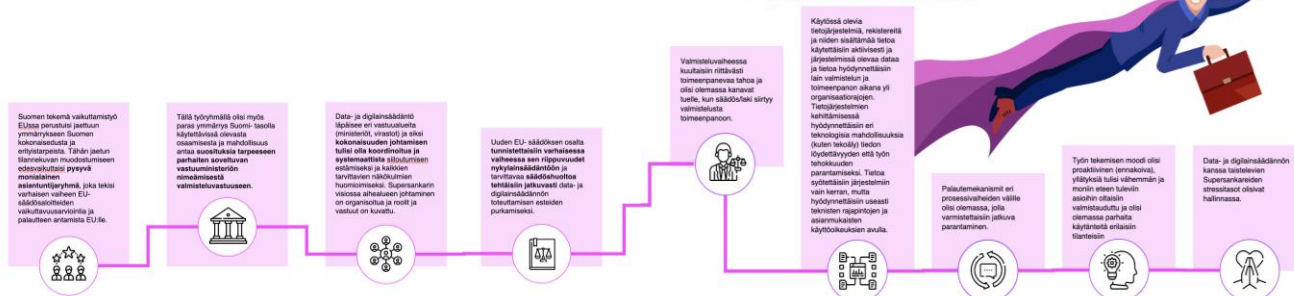 Suomen tekemä vaikuttamistyö
EUssa perustuisi jaettuun
ymmärrykseen Suomen
kokonaisedusta ja
erityistarpeista. Tähän jaetun
tilannekuvan muodostumiseen
edesvaikuttaisi pysyvä
monialainen
asiantuntijaryhmä, joka tekisi
varhaisen vaiheen EU-
säädösaloitteiden
vaikuttavuusarviointia ja
palautteen antamista EU:lle.
Tällä työryhmällä olisi myös
paras ymmärrys Suomi- tasolla
käytettävissä olevasta
osaamisesta ja mahdollisuus
antaa suosituksia tarpeeseen
parhaiten soveltuvan
vastuuministeriön
nimeämisestä
valmisteluvastuuseen.
Data- ja digilainsäädäntö
läpäisee eri vastuualueita
(ministeriöt, virastot) ja siksi
kokonaisuuden johtamisen
tulisi olla koordinoitua ja
systemaattista siiloutumisen
estämiseksi ja kaikkien
tarvittavien näkökulmien
huomioimiseksi. Supersankarin
visiossa aihealueen johtaminen
on organisoitua ja roolit ja
vastuut on kuvattu.
Uuden EU- säädöksen osalta
tunnistettaisiin varhaisessa
vaiheessa sen riippuvuudet
nykylainsäädäntöön ja
tarvittavaa säädöshuoltoa
tehtäisiin jatkuvasti data- ja
digilainsäädännön
toteuttamisen esteiden
purkamiseksi.
Valmisteluvaiheessa
kuultaisiin riittävästi
toimeenpanevaa tahoa ja
olisi olemassa kanavat
tuelle, kun säädös/laki siirtyy
valmistelusta
toimeenpanoon.
Käytössä olevia
tietojärjestelmiä, rekistereitä
ja niiden sisältämää tietoa
käytettäisiin aktiivisesti ja
järjestelmissä olevaa dataa
ja tietoa hyödynnettäisiin
lain valmistelun ja
toimeenpanon aikana yli
organisaatiorajojen.
Tietojärjestelmien
kehittämisessä
hyödynnettäisiin eri
teknologisia mahdollisuuksia
(kuten tekoäly) tiedon
löydettävyyden että työn
tehokkuuden
parantamiseksi. Tietoa
syötettäisiin järjestelmiin
vain kerran, mutta
hyödynnettäisiin useasti
teknisten rajapintojen ja
asianmukaisten
käyttöoikeuksien avulla.
Palautemekanismit eri
prosessivaiheiden välille
olisi olemassa, jolla
varmistettaisiin jatkuva
parantaminen.
Työn tekemisen moodi olisi
proaktiivinen (ennakoiva),
yllätyksiä tulisi vähemmän ja
moniin eteen tuleviin
asioihin oltaisiin
valmistauduttu ja olisi
olemassa parhaita
käytänteitä erilaisiin
tilanteisiin
Data- ja digilainsäädännön
kanssa taistelevien
Supersankareiden
stressitasot olisivat
hallinnassa.